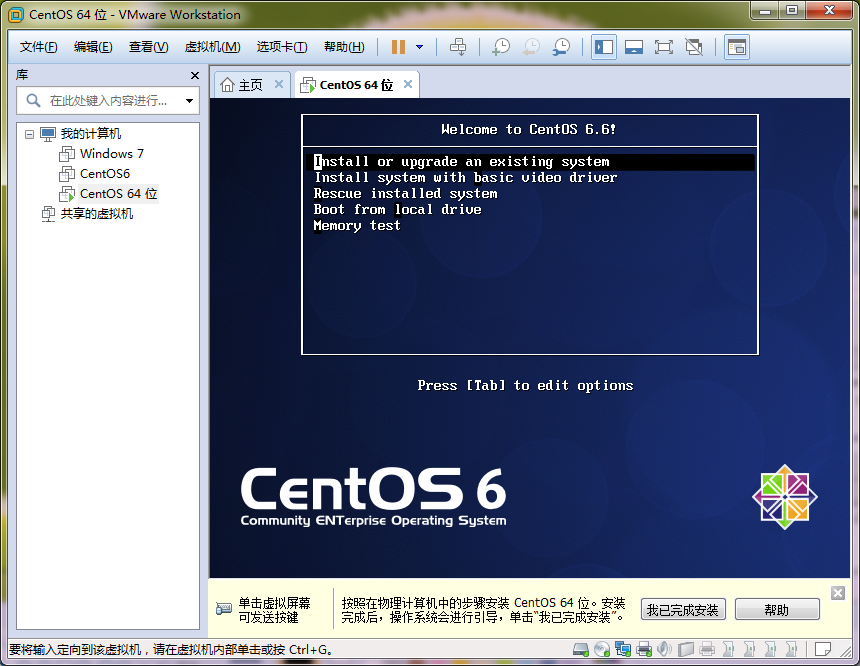 CentOS 64 位 - VMware Workstation
文件(F) 编辑(E) 查看(V) 虚拟机(M) 选项卡(T) 帮助(H)
库
主页
CentOS 64 位
在此处键入内容进行...
我的计算机
Windows 7
CentOS6
CentOS 64 位
共享的虚拟机
Welcome to CentOS 6.6!
Install or upgrade an existing system
Install system with basic video driver
Rescue installed system
Boot from local drive
Memory test
Press [Tab] to edit options
CentOS 6
Community ENTerprise Operating System
单击虚拟屏幕
可发送按键
按照在物理计算机中的步骤安装 CentOS 64 位。安装
完成后，操作系统会进行引导，单击“我已完成安装”。
我已完成安装
帮助
要将输入定向到该虚拟机，请在虚拟机内部单击或按 Ctrl+G。